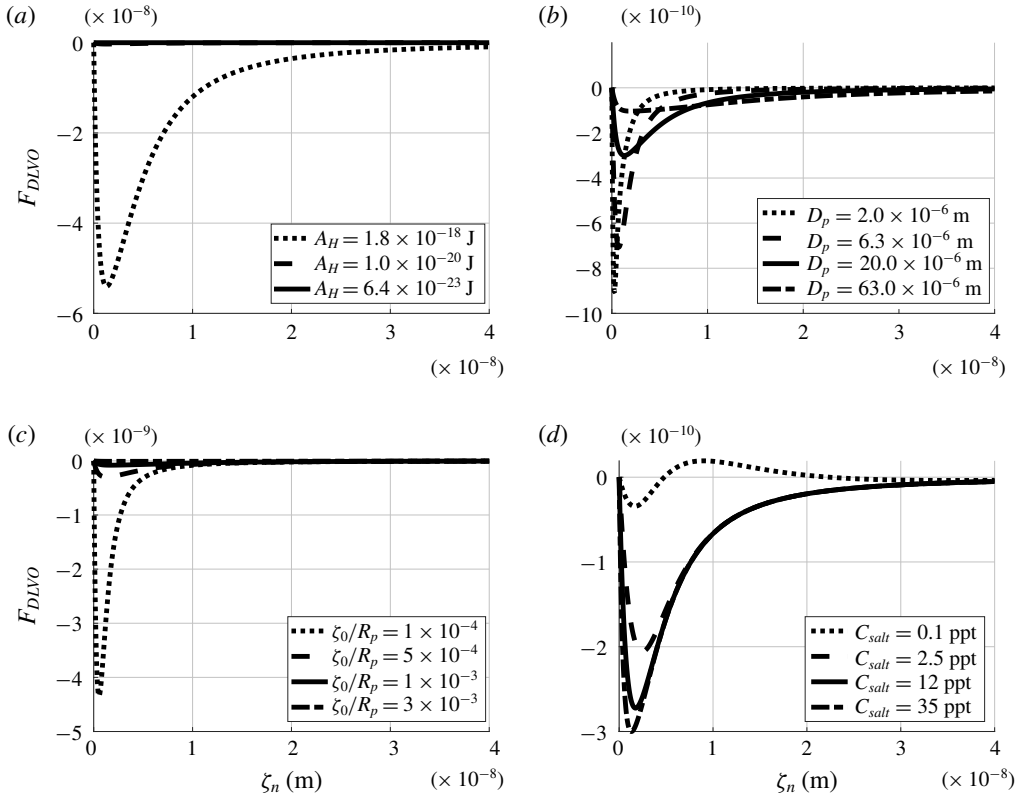 (a)
(× 10⁻⁸)
0
−2
−4
−6
F_DLVO
A_H = 1.8 × 10⁻¹⁸ J
A_H = 1.0 × 10⁻²⁰ J
A_H = 6.4 × 10⁻²³ J
0 1 2 3 4
(× 10⁻⁸)
(b)
(× 10⁻¹⁰)
0
−2
−4
−6
−8
−10
D_p = 2.0 × 10⁻⁶ m
D_p = 6.3 × 10⁻⁶ m
D_p = 20.0 × 10⁻⁶ m
D_p = 63.0 × 10⁻⁶ m
0 1 2 3 4
(× 10⁻⁸)
(c)
(× 10⁻⁹)
0
−1
−2
−3
−4
−5
F_DLVO
ζ₀/R_p = 1 × 10⁻⁴
ζ₀/R_p = 5 × 10⁻⁴
ζ₀/R_p = 1 × 10⁻³
ζ₀/R_p = 3 × 10⁻³
0 1 2 3 4
ζ_n (m)
(× 10⁻⁸)
(d)
(× 10⁻¹⁰)
0
−1
−2
−3
C_salt = 0.1 ppt
C_salt = 2.5 ppt
C_salt = 12 ppt
C_salt = 35 ppt
0 1 2 3 4
ζ_n (m)
(× 10⁻⁸)